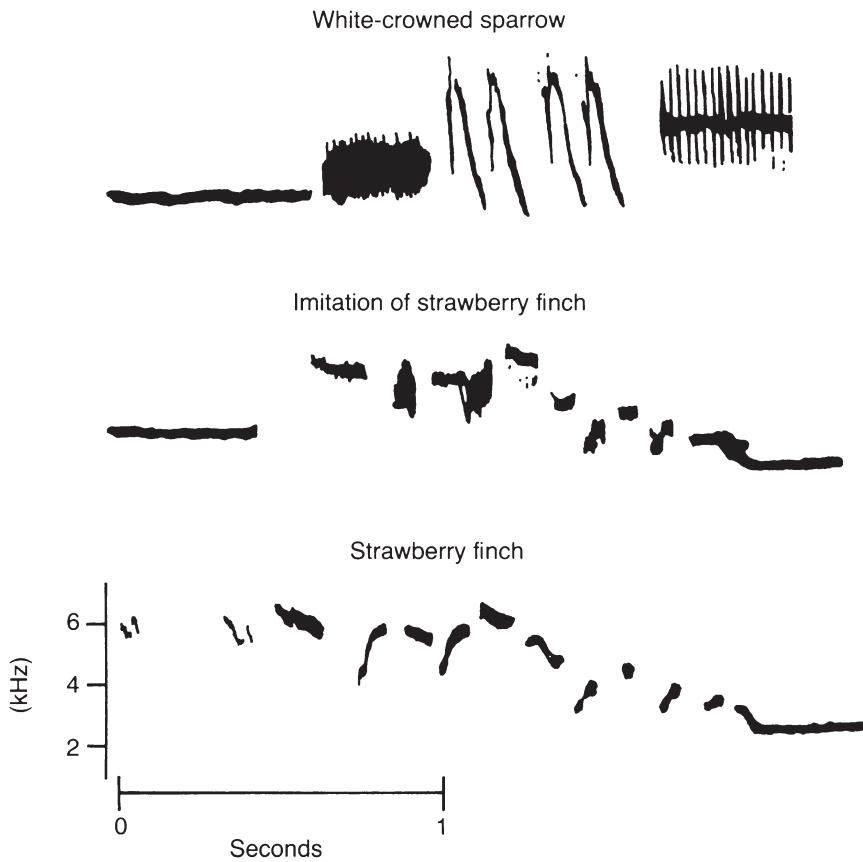 White-crowned sparrow
Imitation of strawberry finch
Strawberry finch
6
4
2
(kHz)
0
1
Seconds